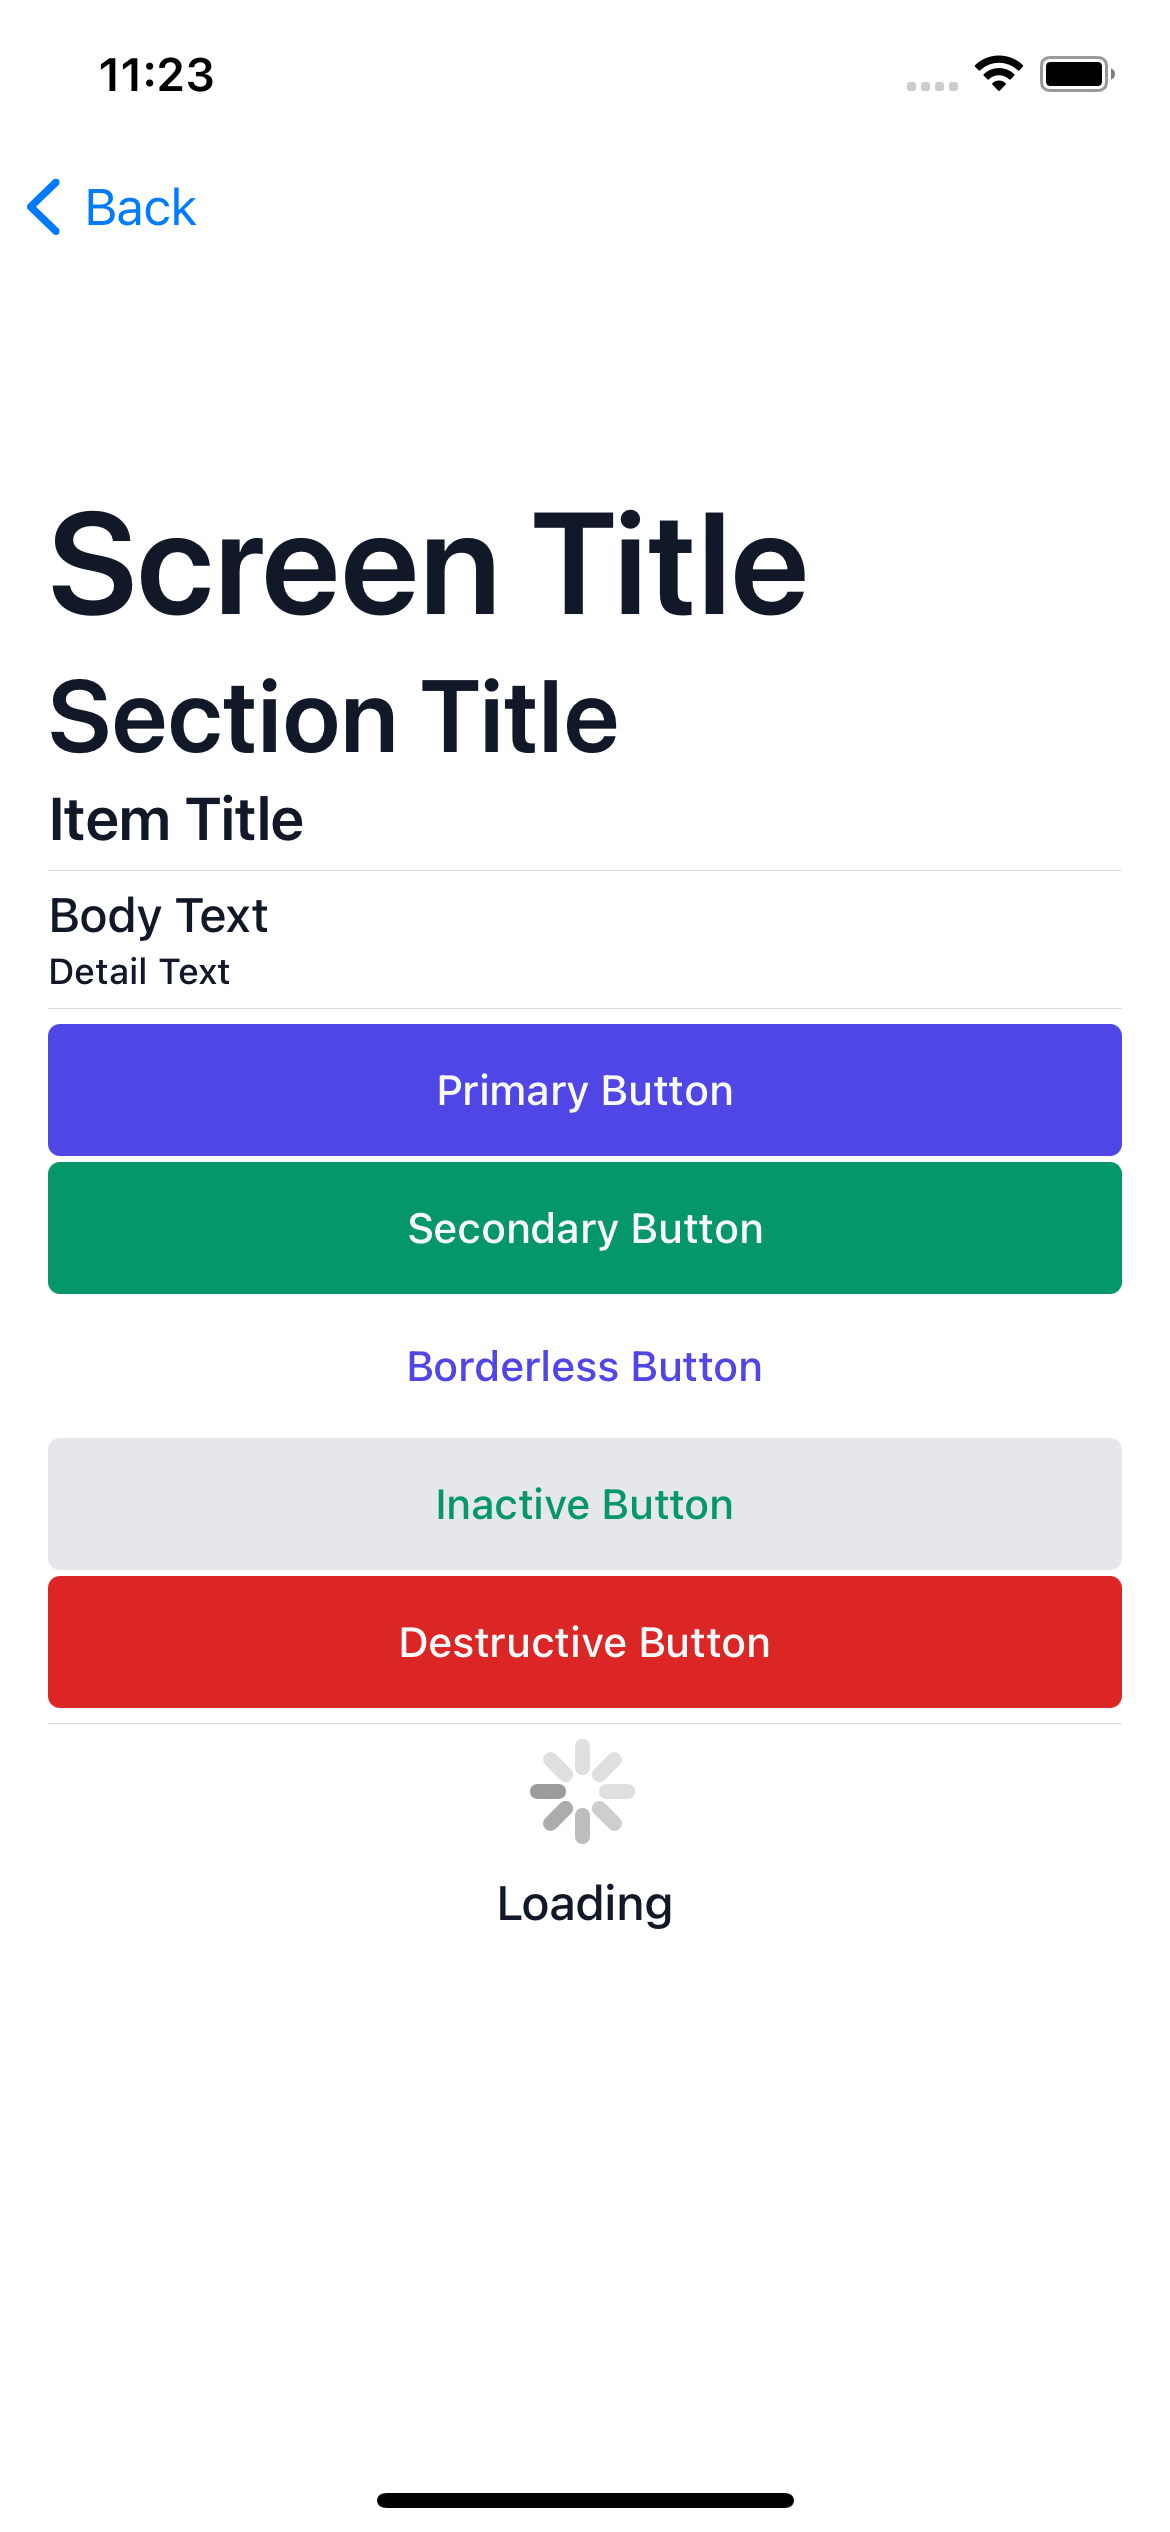 11:23
Back
Screen Title
Section Title
Item Title
Body Text
Detail Text
Primary Button
Secondary Button
Borderless Button
Inactive Button
Destructive Button
Loading